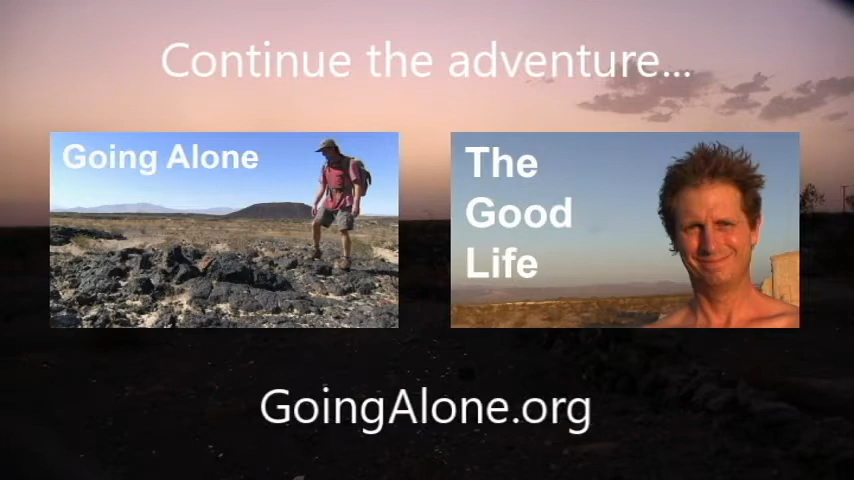 Continue the adventure...
Going Alone
The
Good
Life
GoingAlone.org